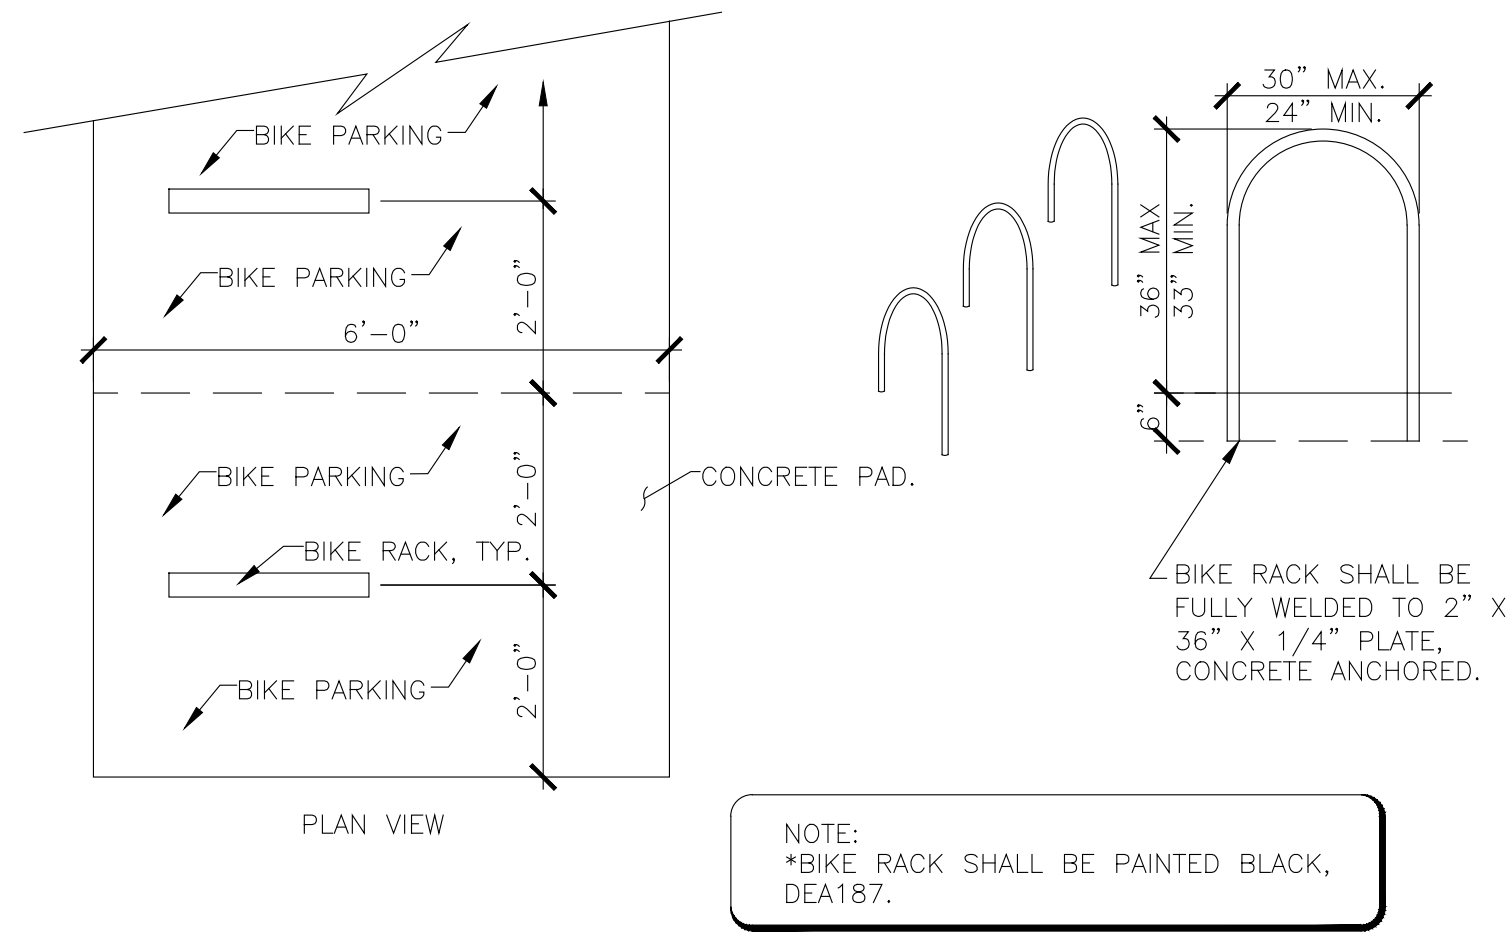 BIKE PARKING
BIKE PARKING
2'-0"
6'-0"
BIKE PARKING
2'-0"
BIKE RACK, TYP.
BIKE PARKING
2'-0"
PLAN VIEW
CONCRETE PAD.
30" MAX.
24" MIN.
36" MAX
33" MIN.
6"
BIKE RACK SHALL BE
FULLY WELDED TO 2" X
36" X 1/4" PLATE,
CONCRETE ANCHORED.
NOTE:
*BIKE RACK SHALL BE PAINTED BLACK,
DEA187.